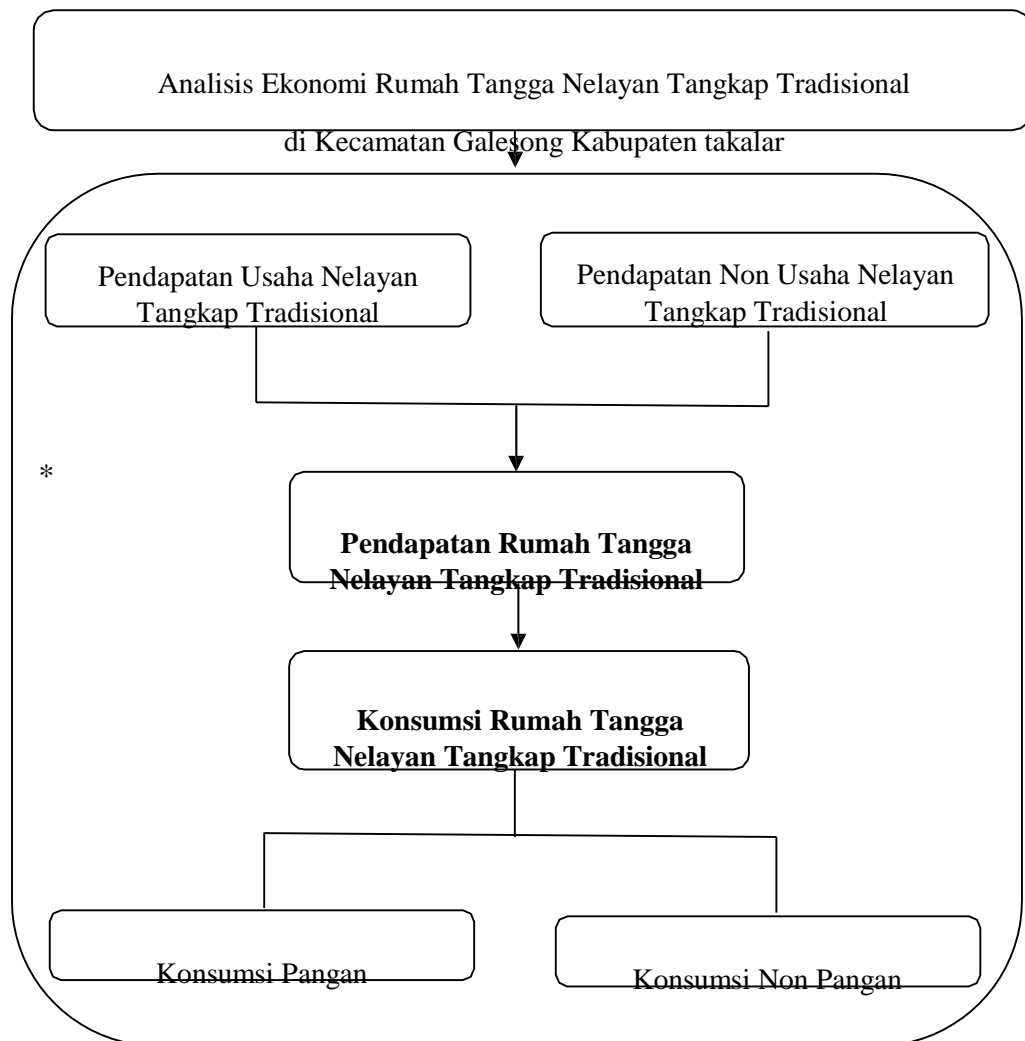 Analisis Ekonomi Rumah Tangga Nelayan Tangkap Tradisional
di Kecamatan Galesong Kabupaten takalar
Pendapatan Usaha Nelayan
Tangkap Tradisional
Pendapatan Non Usaha Nelayan
Tangkap Tradisional
*
Pendapatan Rumah Tangga
Nelayan Tangkap Tradisional
Konsumsi Rumah Tangga
Nelayan Tangkap Tradisional
Konsumsi Pangan
Konsumsi Non Pangan